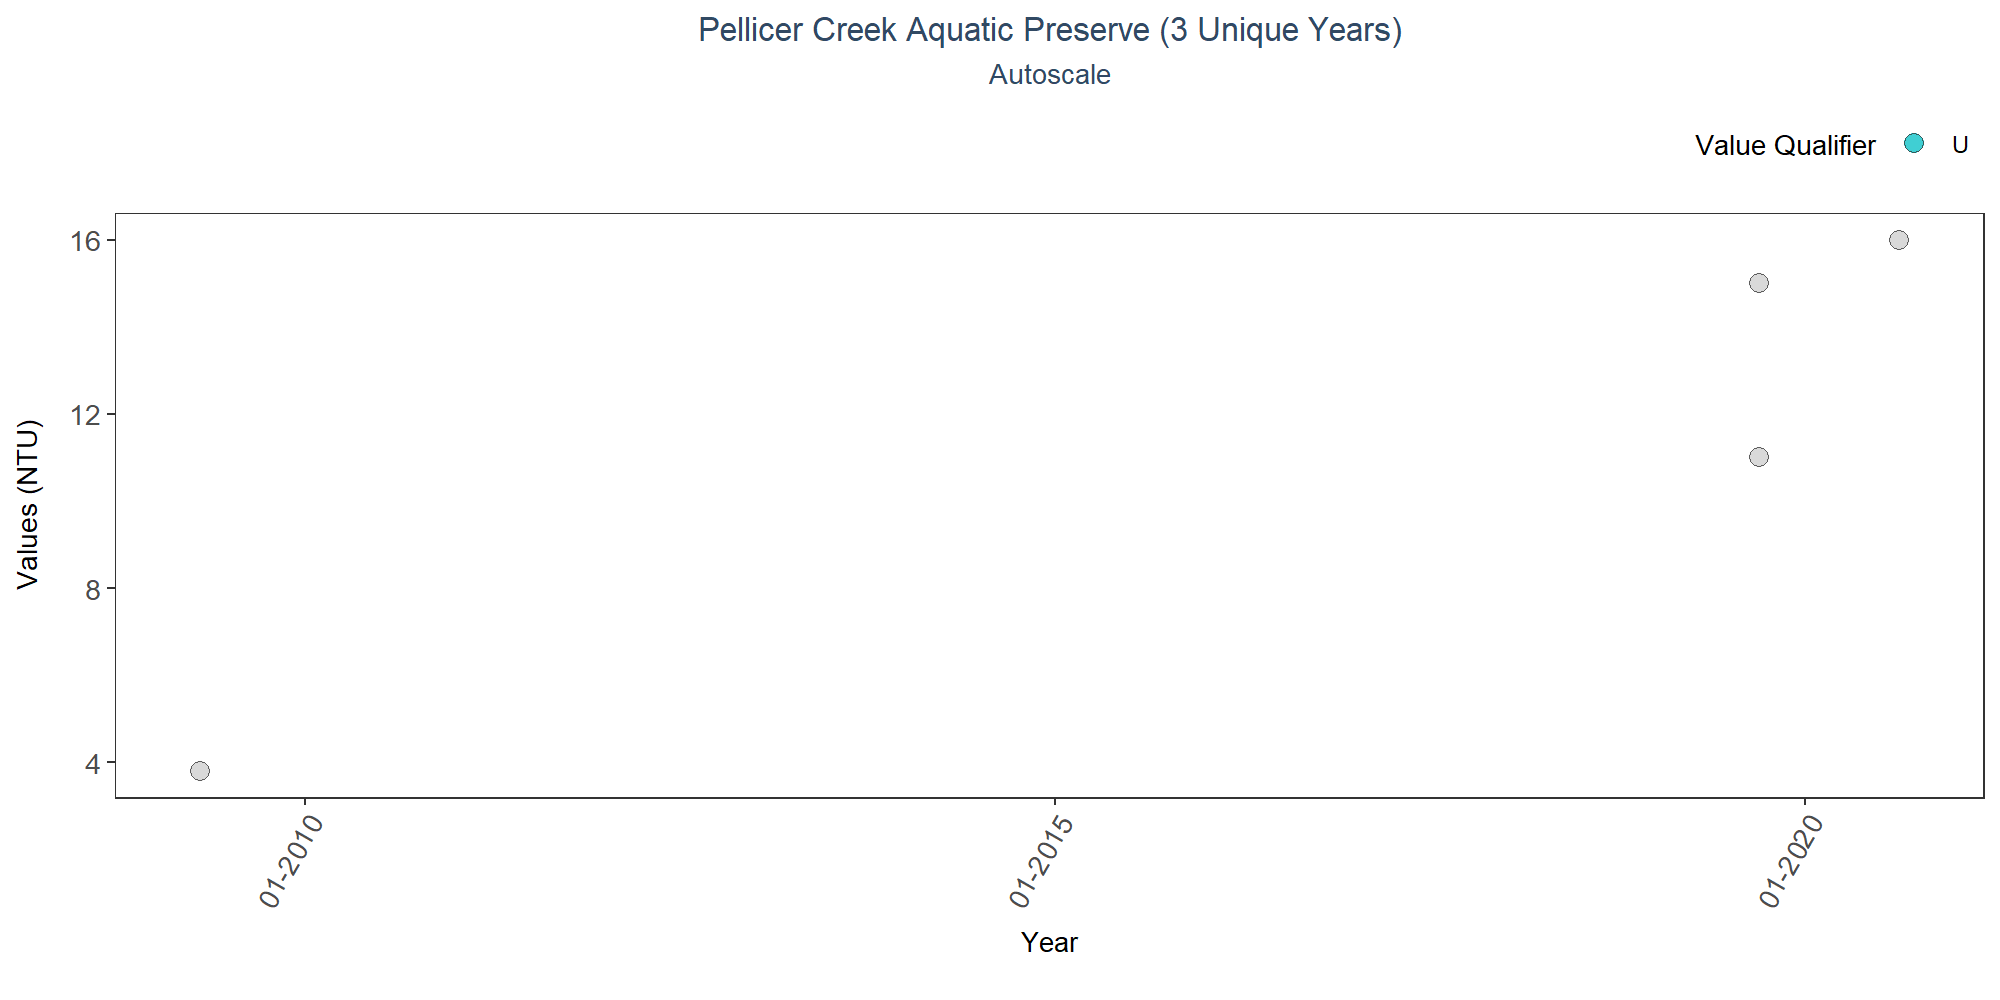 Pellicer Creek Aquatic Preserve (3 Unique Years)
Autoscale
Value Qualifier U
16
12
8
4
Values (NTU)
01-2010
01-2015
01-2020
Year